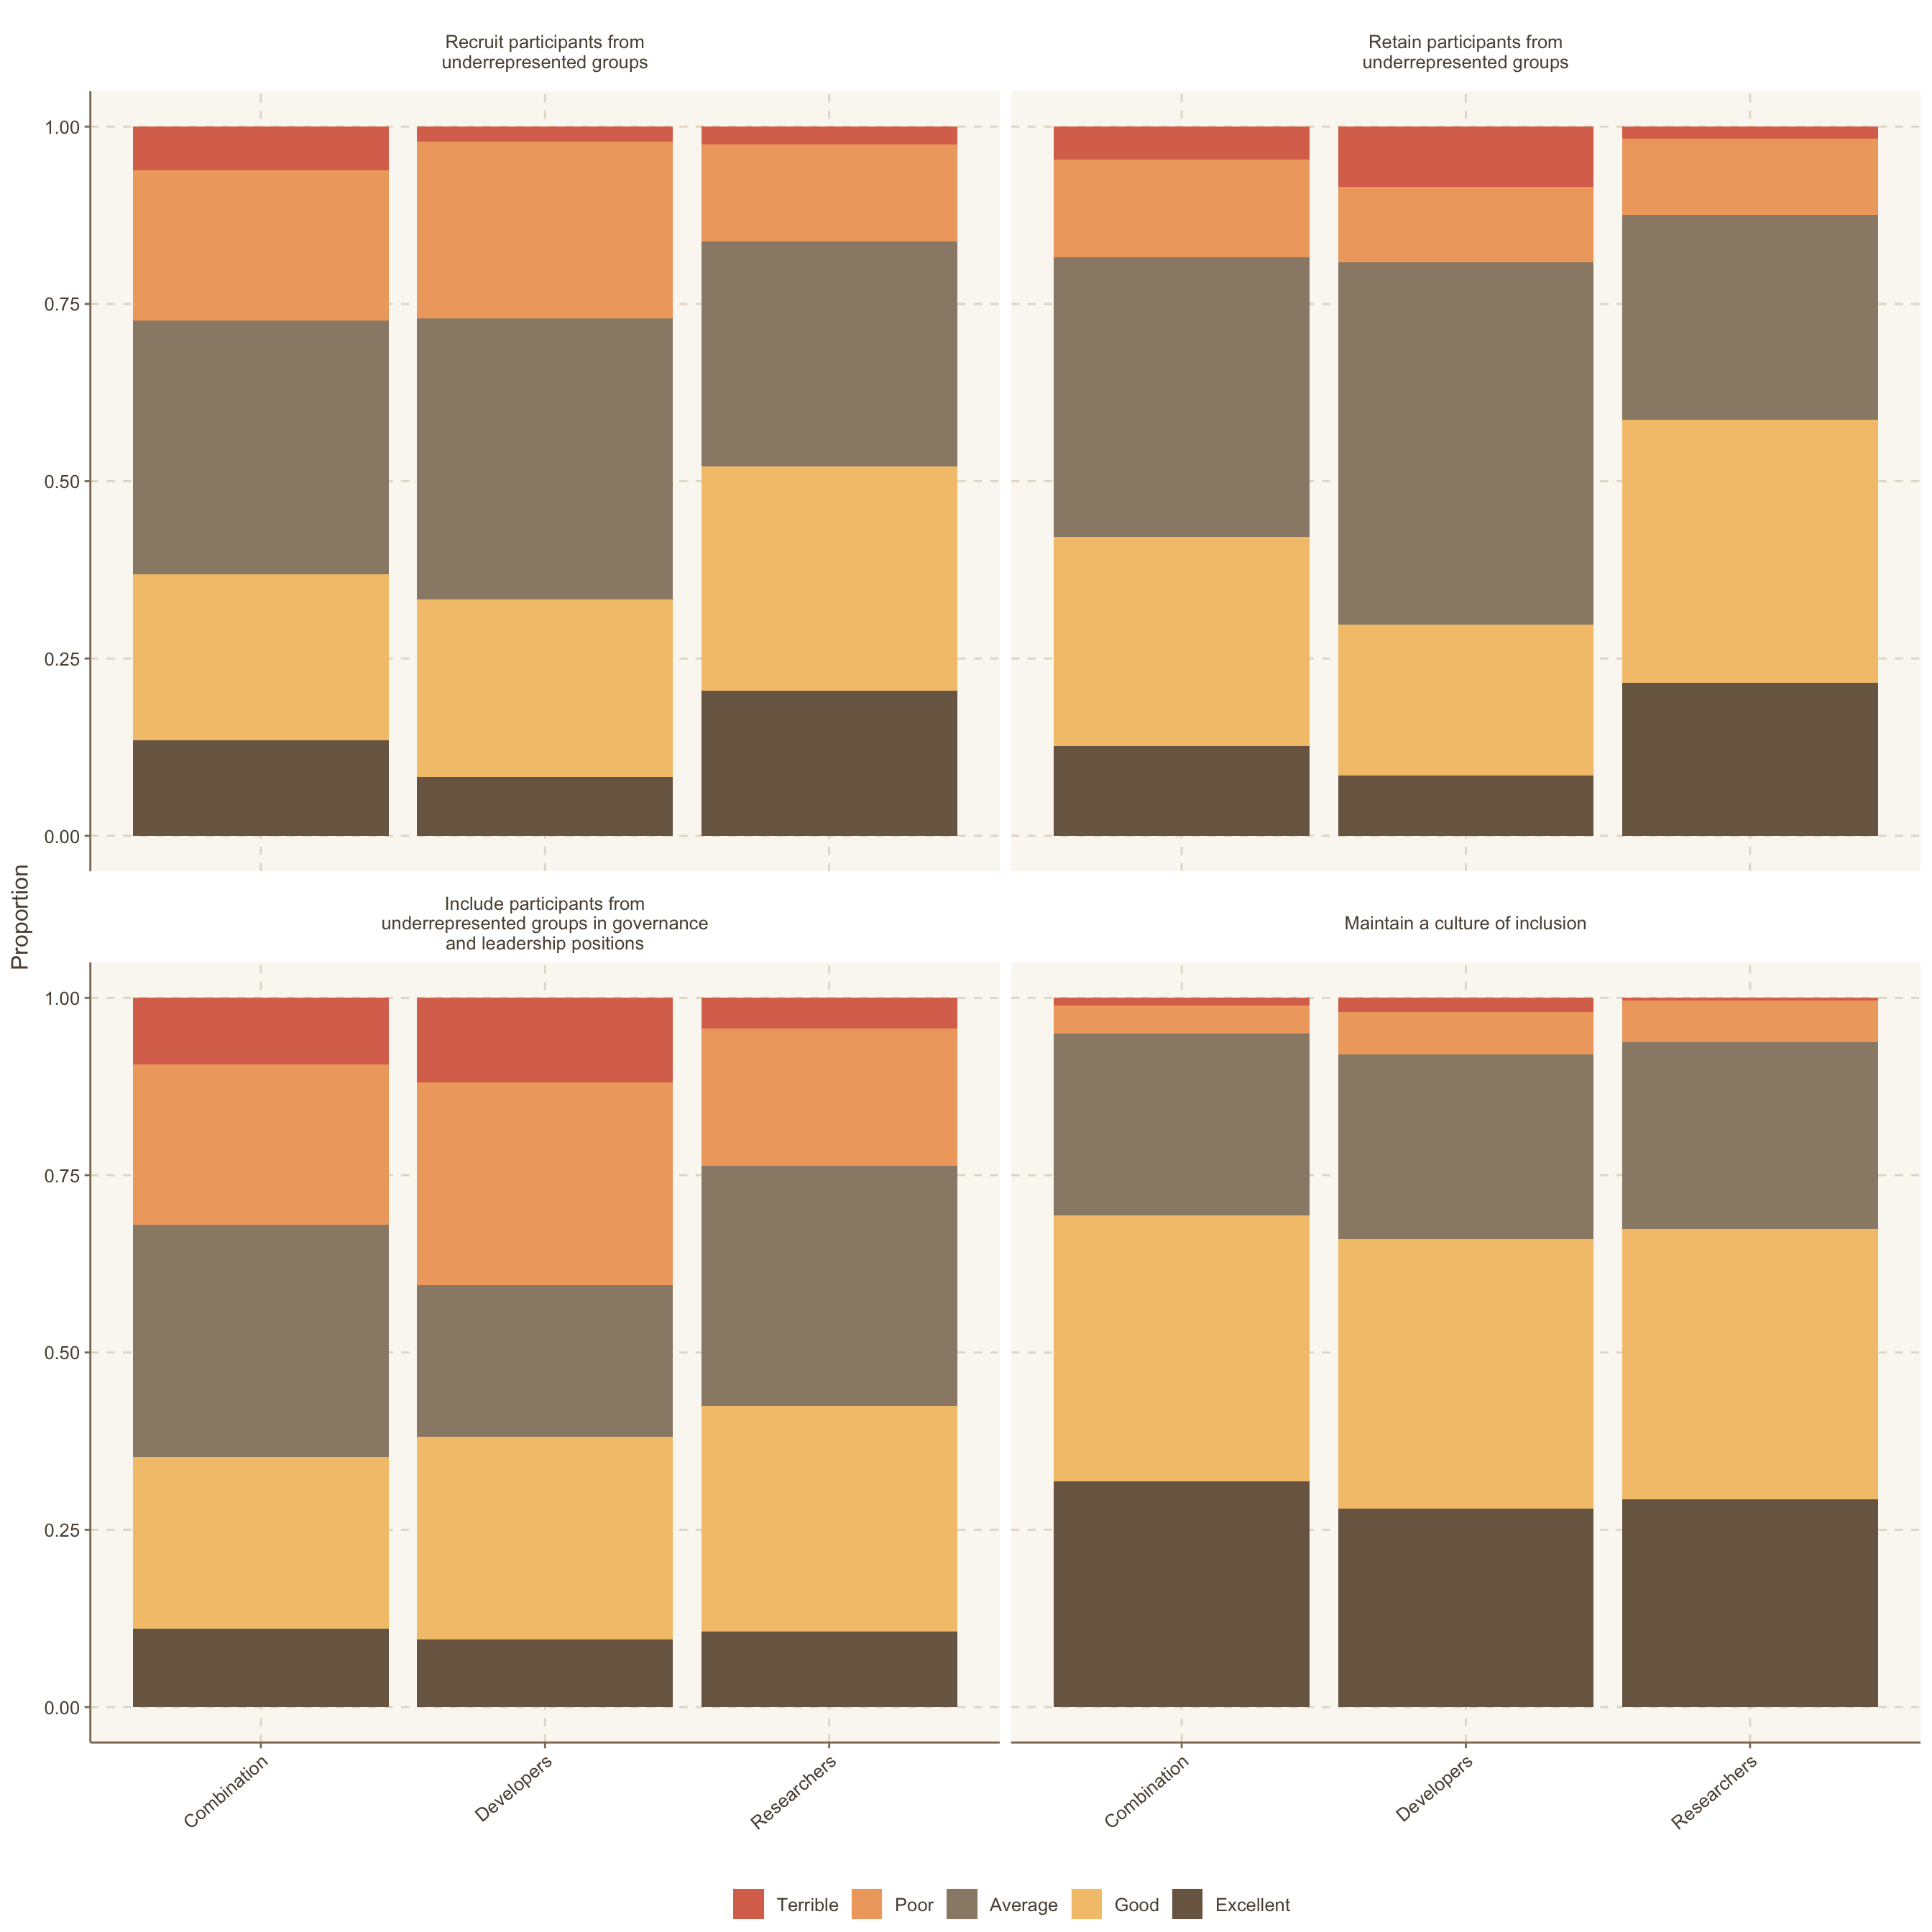 Recruit participants from
underrepresented groups
Retain participants from
underrepresented groups
1.00
0.75
0.50
0.25
0.00
Proportion
Include participants from
underrepresented groups in governance
and leadership positions
Maintain a culture of inclusion
1.00
0.75
0.50
0.25
0.00
Combination
Developers
Researchers
Combination
Developers
Researchers
Terrible
Poor
Average
Good
Excellent